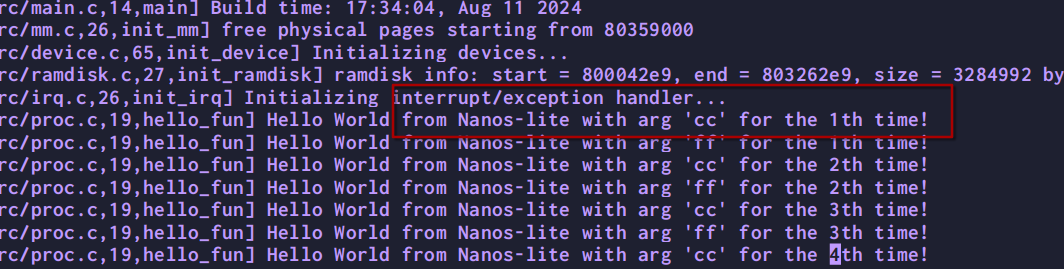 rc/main.c,14,main] Build time: 17:34:04, Aug 11 2024
rc/mm.c,26,init_mm] free physical pages starting from 80359000
rc/device.c,65,init_device] Initializing devices...
rc/ramdisk.c,27,init_ramdisk] ramdisk info: start = 800042e9, end = 803262e9, size = 3284992 by
rc/irq.c,26,init_irq] Initializing interrupt/exception handler...
rc/proc.c,19,hello_fun] Hello World from Nanos-lite with arg 'cc' for the 1th time!
rc/proc.c,19,hello_fun] Hello World from Nanos-lite with arg 'ff' for the 1th time!
rc/proc.c,19,hello_fun] Hello World from Nanos-lite with arg 'cc' for the 2th time!
rc/proc.c,19,hello_fun] Hello World from Nanos-lite with arg 'ff' for the 2th time!
rc/proc.c,19,hello_fun] Hello World from Nanos-lite with arg 'cc' for the 3th time!
rc/proc.c,19,hello_fun] Hello World from Nanos-lite with arg 'ff' for the 3th time!
rc/proc.c,19,hello_fun] Hello World from Nanos-lite with arg 'cc' for the 4th time!